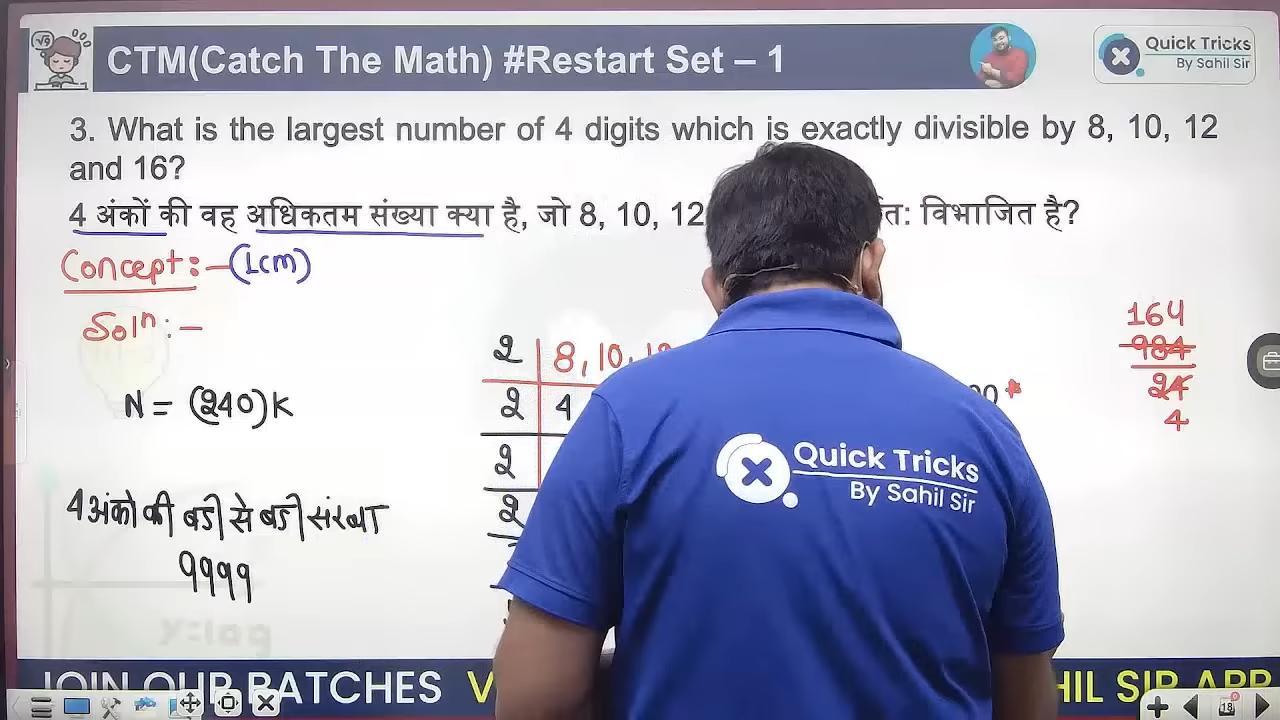 CTM(Catch The Math) #Restart Set – 1
Quick Tricks
By Sahil Sir
3. What is the largest number of 4 digits which is exactly divisible by 8, 10, 12
and 16?
4 अंकों की वह अधिकतम संख्या क्या है, जो 8, 10, 12 विभाजित है?
Concept:-(LCM)
Solⁿ:-
164
984
24
4
2 8, 10,
2 4
N = (240)K
2
2
4 अंको की बडी से बडी संख्या
9999
Quick Tricks
By Sahil Sir
y=log
JOIN OUR BATCHES SIR APP
18